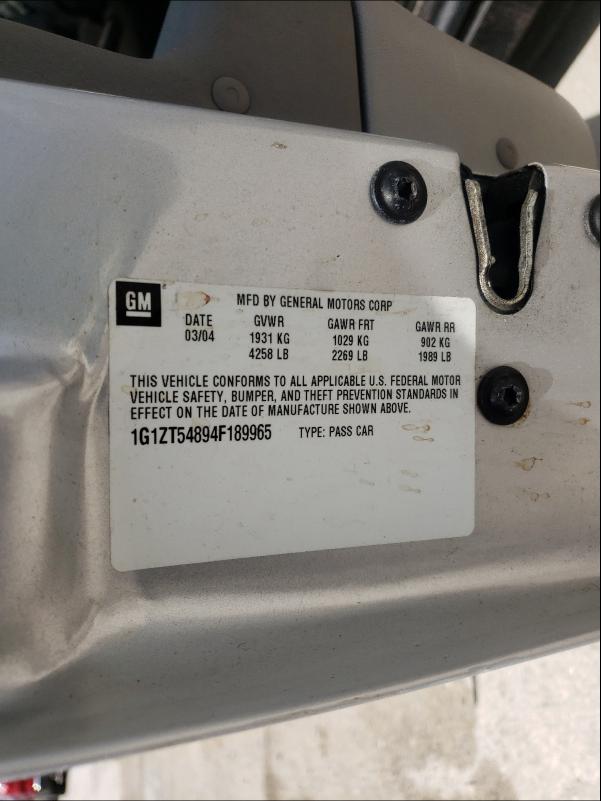 GM
MFD BY GENERAL MOTORS CORP
DATE GVWR GAWR FRT GAWR RR
03/04 1931 KG 1029 KG 902 KG
4258 LB 2269 LB 1989 LB
THIS VEHICLE CONFORMS TO ALL APPLICABLE U.S. FEDERAL MOTOR
VEHICLE SAFETY, BUMPER, AND THEFT PREVENTION STANDARDS IN
EFFECT ON THE DATE OF MANUFACTURE SHOWN ABOVE.
1G1ZT54894F189965 TYPE: PASS CAR